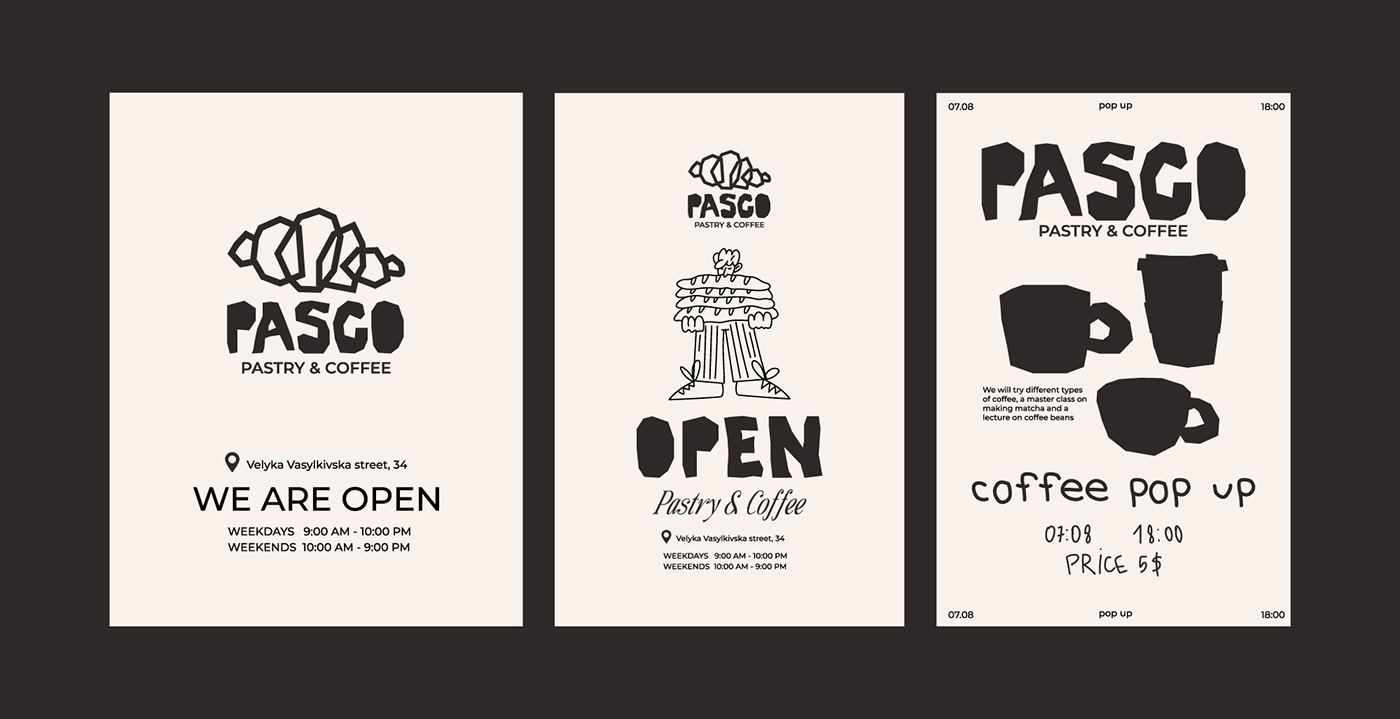 PASGO
PASTRY & COFFEE
Velyka Vasylkivska street, 34
WE ARE OPEN
WEEKDAYS 9:00 AM - 10:00 PM
WEEKENDS 10:00 AM - 9:00 PM
PASGO
PASTRY & COFFEE
OPEN
Pastry & Coffee
Velyka Vasylkivska street, 34
WEEKDAYS 9:00 AM - 10:00 PM
WEEKENDS 10:00 AM - 9:00 PM
07.08 pop up 18:00
PASGO
PASTRY & COFFEE
We will try different types
of coffee, a master class on
making matcha and a
lecture on coffee beans
coffee pop up
07:08 18:00
PRiCE 5$
07.08 pop up 18:00